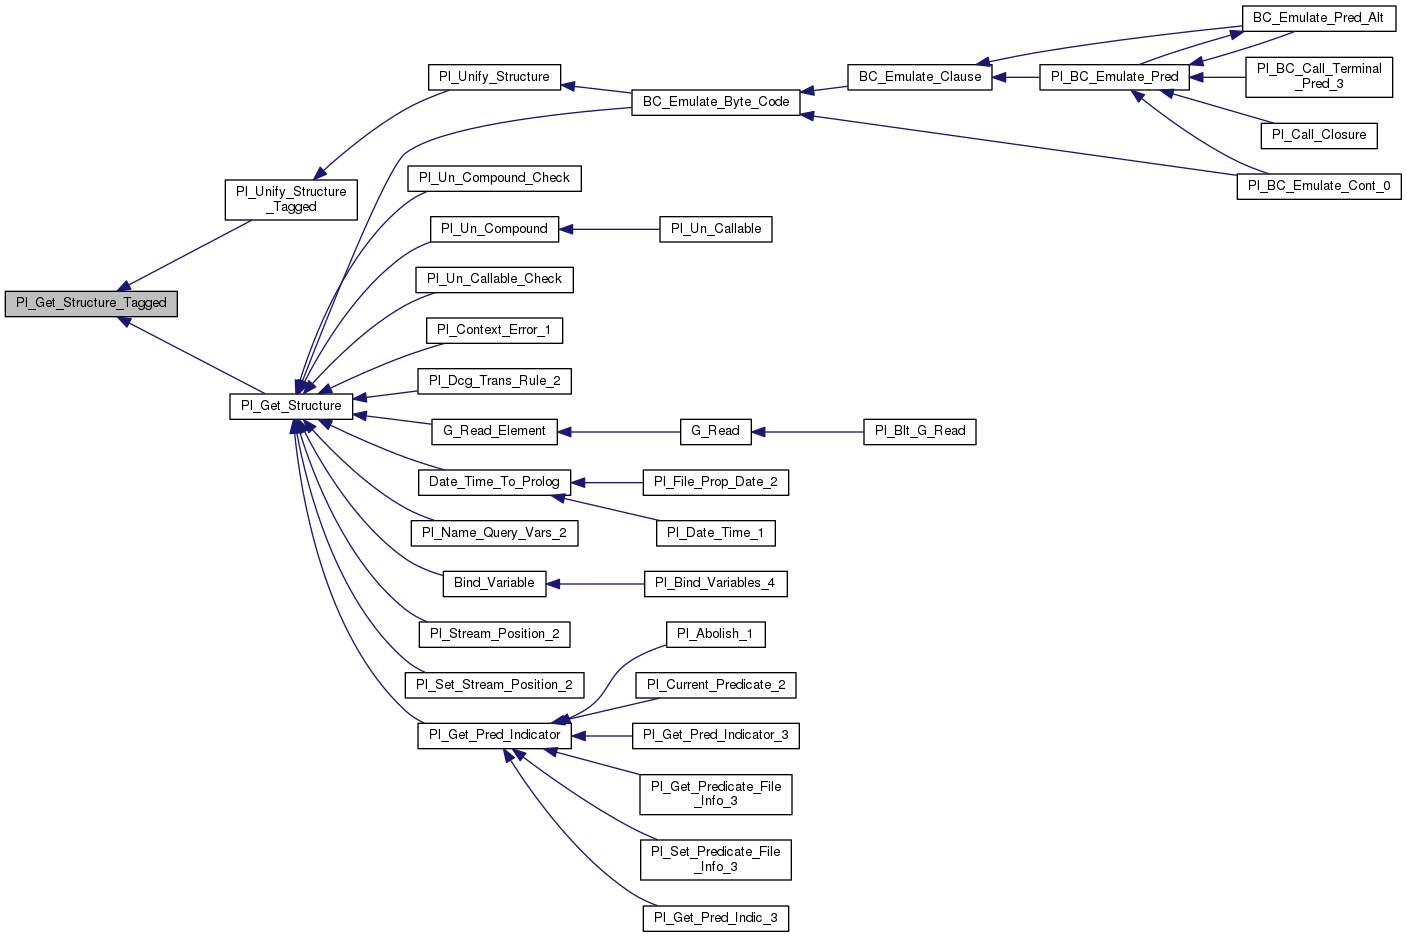 BC_Emulate_Pred_Alt
Pl_Unify_Structure
BC_Emulate_Clause
Pl_BC_Emulate_Pred
Pl_BC_Call_Terminal
_Pred_3
BC_Emulate_Byte_Code
Pl_Call_Closure
Pl_Un_Compound_Check
Pl_BC_Emulate_Cont_0
Pl_Unify_Structure
_Tagged
Pl_Un_Compound
Pl_Un_Callable
Pl_Un_Callable_Check
Pl_Get_Structure_Tagged
Pl_Context_Error_1
Pl_Dcg_Trans_Rule_2
Pl_Get_Structure
G_Read_Element
G_Read
Pl_Blt_G_Read
Date_Time_To_Prolog
Pl_File_Prop_Date_2
Pl_Name_Query_Vars_2
Pl_Date_Time_1
Bind_Variable
Pl_Bind_Variables_4
Pl_Stream_Position_2
Pl_Abolish_1
Pl_Set_Stream_Position_2
Pl_Current_Predicate_2
Pl_Get_Pred_Indicator
Pl_Get_Pred_Indicator_3
Pl_Get_Predicate_File
_Info_3
Pl_Set_Predicate_File
_Info_3
Pl_Get_Pred_Indic_3